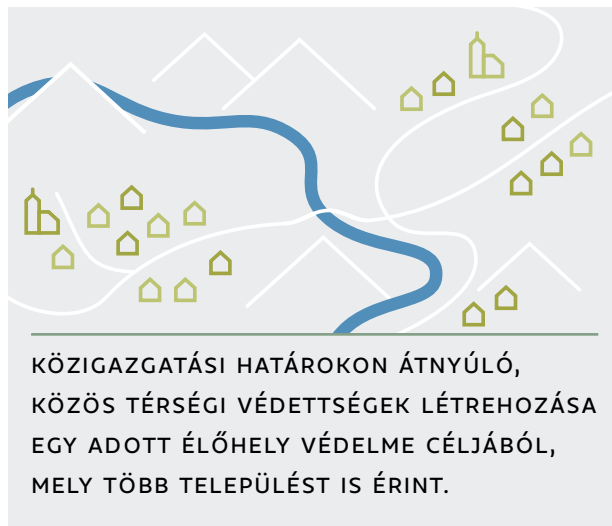 KÖZIGAZGATÁSI HATÁROKON ÁTNYÚLÓ,
KÖZÖS TÉRSÉGI VÉDETTSÉGEK LÉTREHOZÁSA
EGY ADOTT ÉLŐHELY VÉDELME CÉLJÁBÓL,
MELY TÖBB TELEPÜLÉST IS ÉRINT.